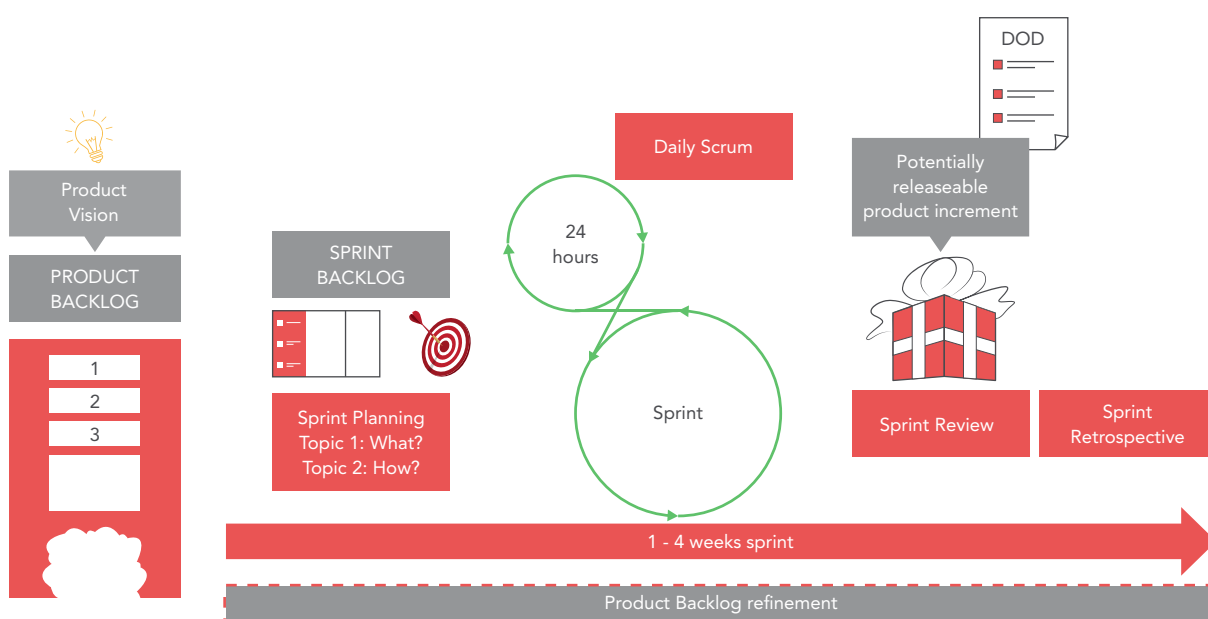 Product
Vision
PRODUCT
BACKLOG
1
2
3
SPRINT
BACKLOG
Sprint Planning
Topic 1: What?
Topic 2: How?
24
hours
Daily Scrum
Sprint
DOD
Potentially
releaseable
product increment
Sprint Review
Sprint
Retrospective
1 - 4 weeks sprint
Product Backlog refinement